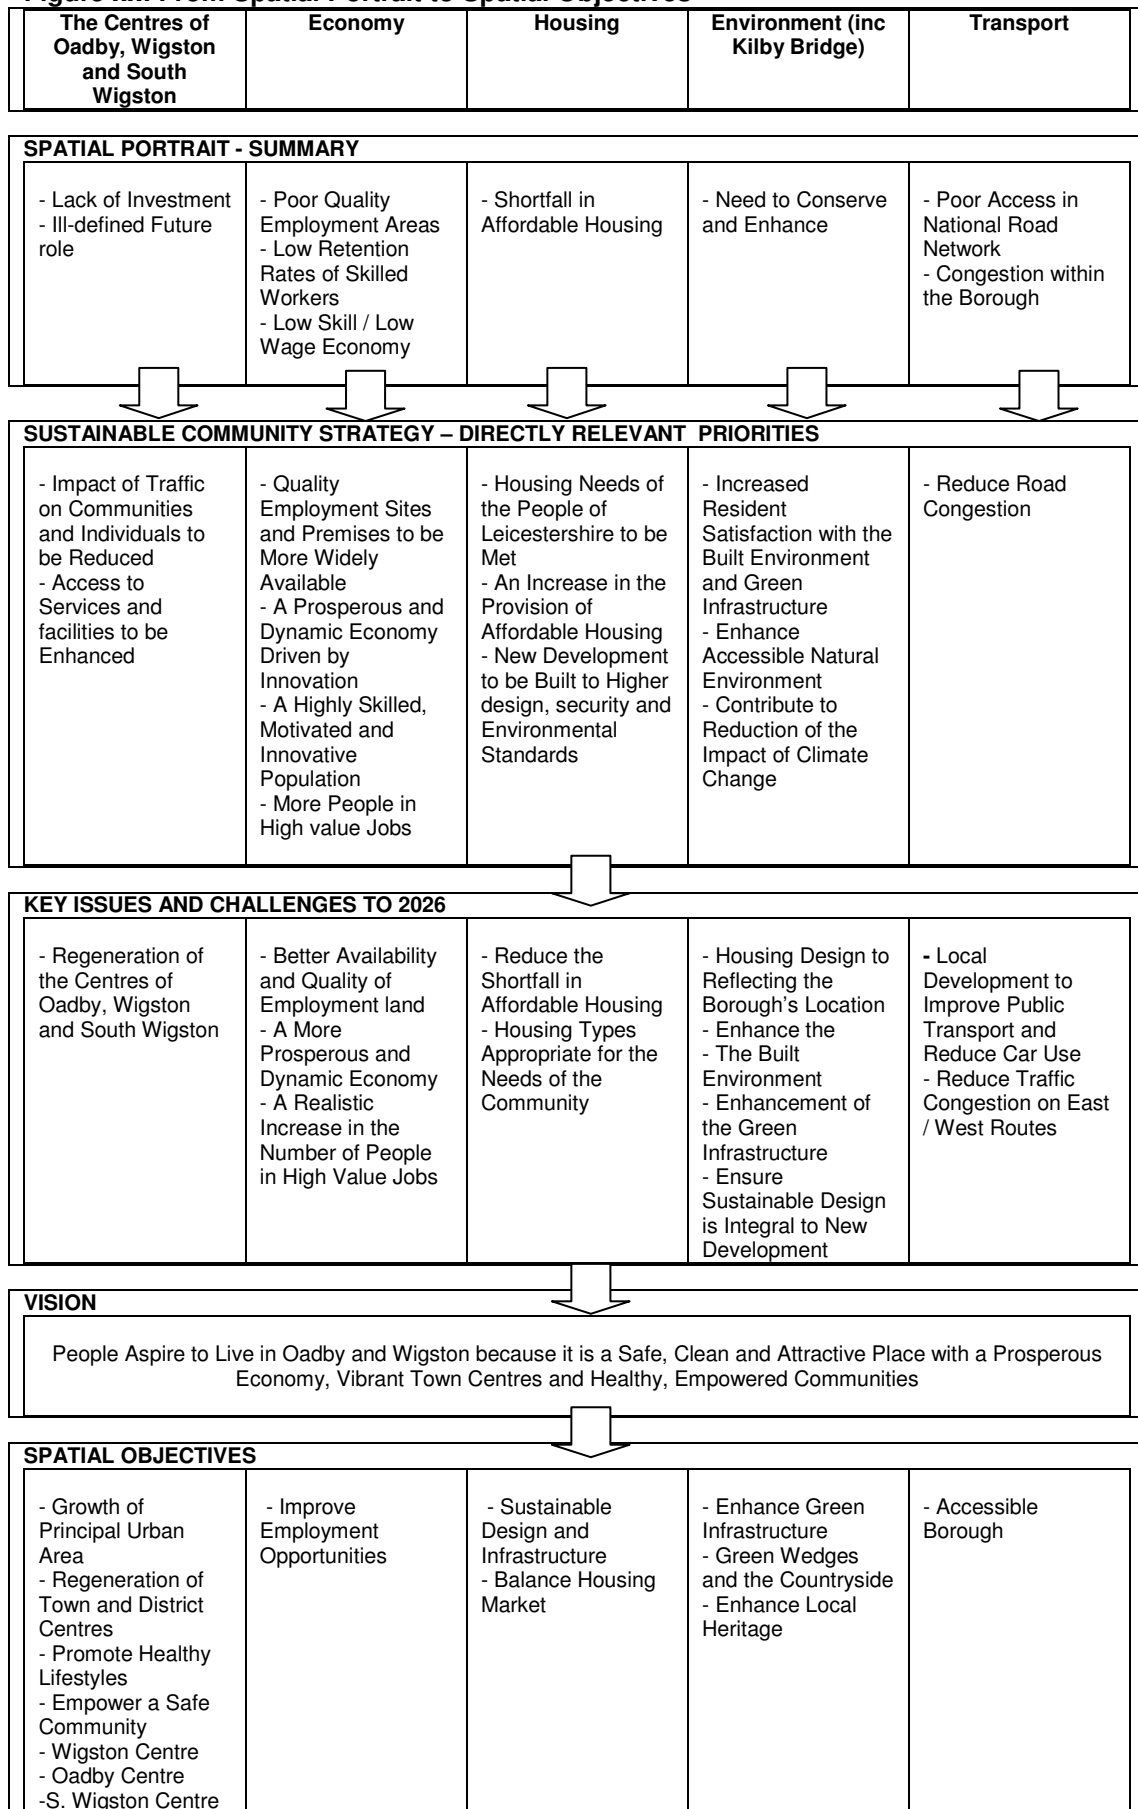 The Centres of
Oadby, Wigston
and South
Wigston
Economy
Housing
Environment (inc
Kilby Bridge)
Transport
SPATIAL PORTRAIT - SUMMARY
- Lack of Investment
- Ill-defined Future
role
- Poor Quality
Employment Areas
- Low Retention
Rates of Skilled
Workers
- Low Skill / Low
Wage Economy
- Shortfall in
Affordable Housing
- Need to Conserve
and Enhance
- Poor Access in
National Road
Network
- Congestion within
the Borough
SUSTAINABLE COMMUNITY STRATEGY – DIRECTLY RELEVANT PRIORITIES
- Impact of Traffic
on Communities
and Individuals to
be Reduced
- Access to
Services and
facilities to be
Enhanced
- Quality
Employment Sites
and Premises to be
More Widely
Available
- A Prosperous and
Dynamic Economy
Driven by
Innovation
- A Highly Skilled,
Motivated and
Innovative
Population
- More People in
High value Jobs
- Housing Needs of
the People of
Leicestershire to be
Met
- An Increase in the
Provision of
Affordable Housing
- New Development
to be Built to Higher
design, security and
Environmental
Standards
- Increased
Resident
Satisfaction with the
Built Environment
and Green
Infrastructure
- Enhance
Accessible Natural
Environment
- Contribute to
Reduction of the
Impact of Climate
Change
- Reduce Road
Congestion
KEY ISSUES AND CHALLENGES TO 2026
- Regeneration of
the Centres of
Oadby, Wigston
and South Wigston
- Better Availability
and Quality of
Employment land
- A More
Prosperous and
Dynamic Economy
- A Realistic
Increase in the
Number of People
in High Value Jobs
- Reduce the
Shortfall in
Affordable Housing
- Housing Types
Appropriate for the
Needs of the
Community
- Housing Design to
Reflecting the
Borough's Location
- Enhance the
- The Built
Environment
- Enhancement of
the Green
Infrastructure
- Ensure
Sustainable Design
is Integral to New
Development
- Local
Development to
Improve Public
Transport and
Reduce Car Use
- Reduce Traffic
Congestion on East
/ West Routes
VISION
People Aspire to Live in Oadby and Wigston because it is a Safe, Clean and Attractive Place with a Prosperous
Economy, Vibrant Town Centres and Healthy, Empowered Communities
SPATIAL OBJECTIVES
- Growth of
Principal Urban
Area
- Regeneration of
Town and District
Centres
- Promote Healthy
Lifestyles
- Empower a Safe
Community
- Wigston Centre
- Oadby Centre
-S. Wigston Centre
- Improve
Employment
Opportunities
- Sustainable
Design and
Infrastructure
- Balance Housing
Market
- Enhance Green
Infrastructure
- Green Wedges
and the Countryside
- Enhance Local
Heritage
- Accessible
Borough